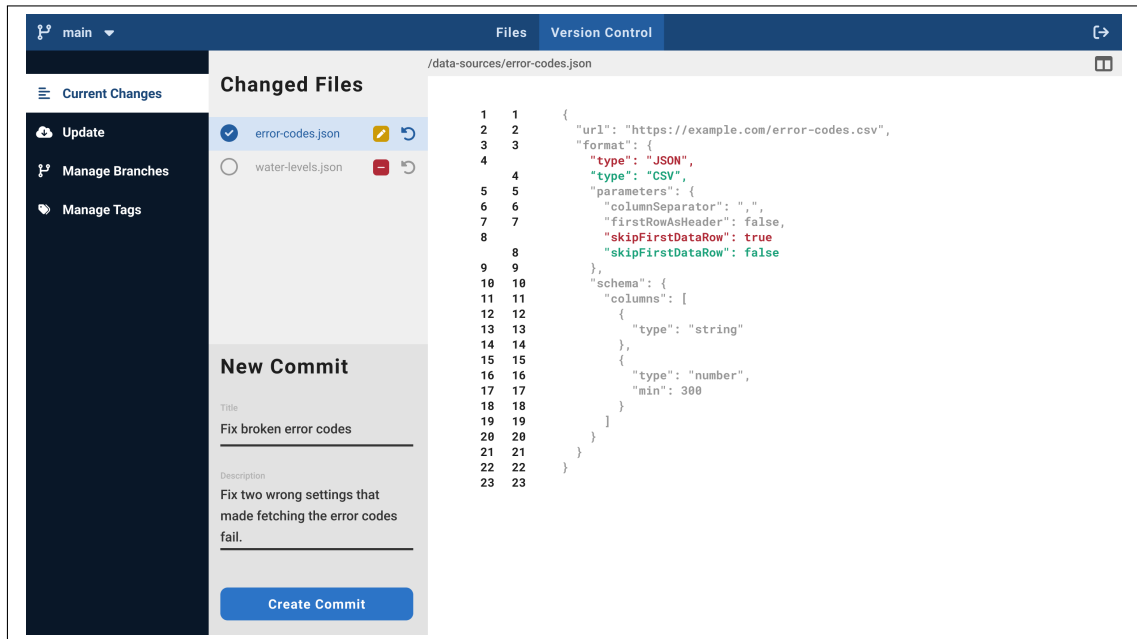 main
Files
Version Control
Current Changes
Update
Manage Branches
Manage Tags
Changed Files
error-codes.json
water-levels.json
New Commit
Title
Fix broken error codes
Description
Fix two wrong settings that
made fetching the error codes
fail.
Create Commit
/data-sources/error-codes.json
1 1 {
2 2 "url": "https://example.com/error-codes.csv",
3 3 "format": {
4 "type": "JSON",
4 "type": "CSV",
5 5 "parameters": {
6 6 "columnSeparator": ",",
7 7 "firstRowAsHeader": false,
8 "skipFirstDataRow": true
8 "skipFirstDataRow": false
9 9 },
10 10 "schema": {
11 11 "columns": [
12 12 {
13 13 "type": "string"
14 14 },
15 15 {
16 16 "type": "number",
17 17 "min": 300
18 18 }
19 19 ]
20 20 }
21 21 }
22 22 }
23 23